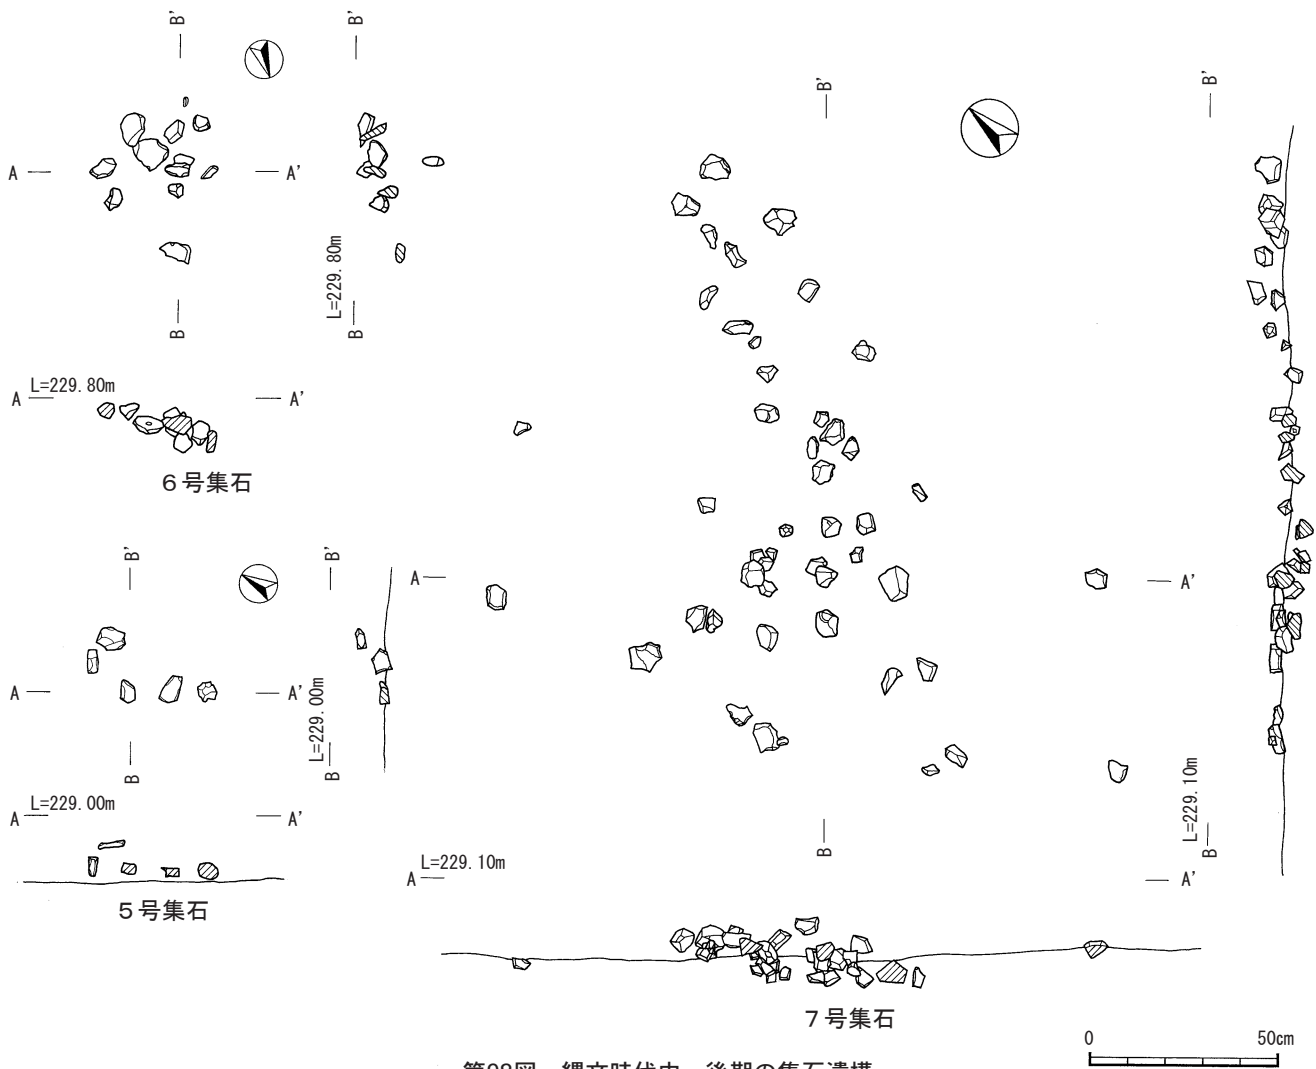 B'
B'
A
A'
B
L=229.80m
B
A
L=229.80m
A'
6号集石
B'
B'
A
A'
B
L=229.00m
B
A
L=229.00m
A'
5号集石
B'
B'
A
A'
B
L=229.10m
B
A
L=229.10m
A'
7号集石
0
50cm